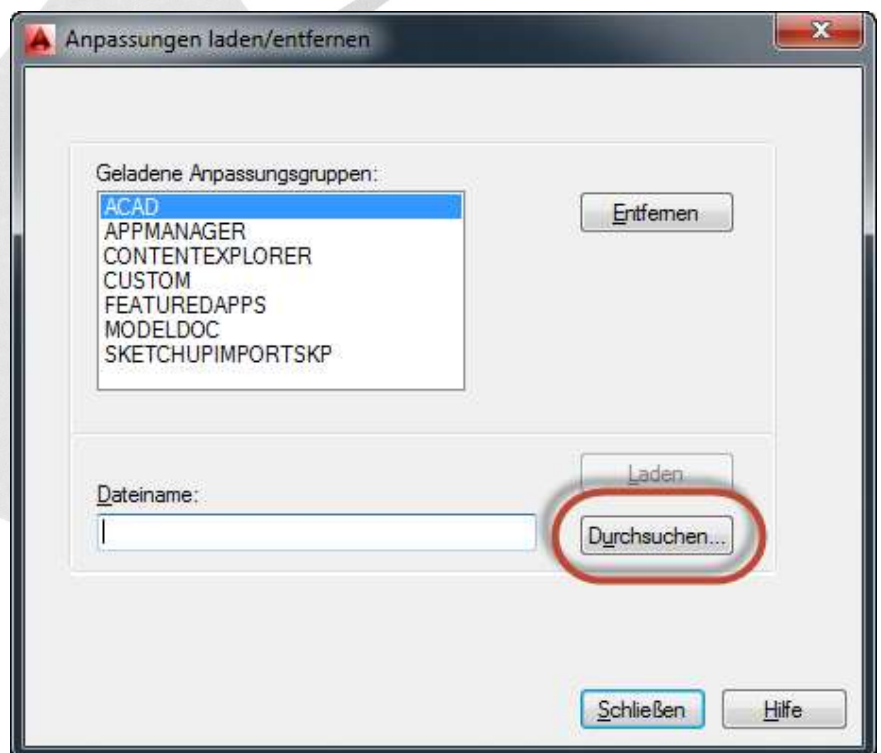 Anpassungen laden/entfernen
Geladene Anpassungsgruppen:
ACAD
APPMANAGER
CONTENTEXPLORER
CUSTOM
FEATUREDAPPS
MODELDOC
SKETCHUPIMPORTSKP
Entfernen
Laden
Dateiname:
Durchsuchen...
Schließen
Hilfe